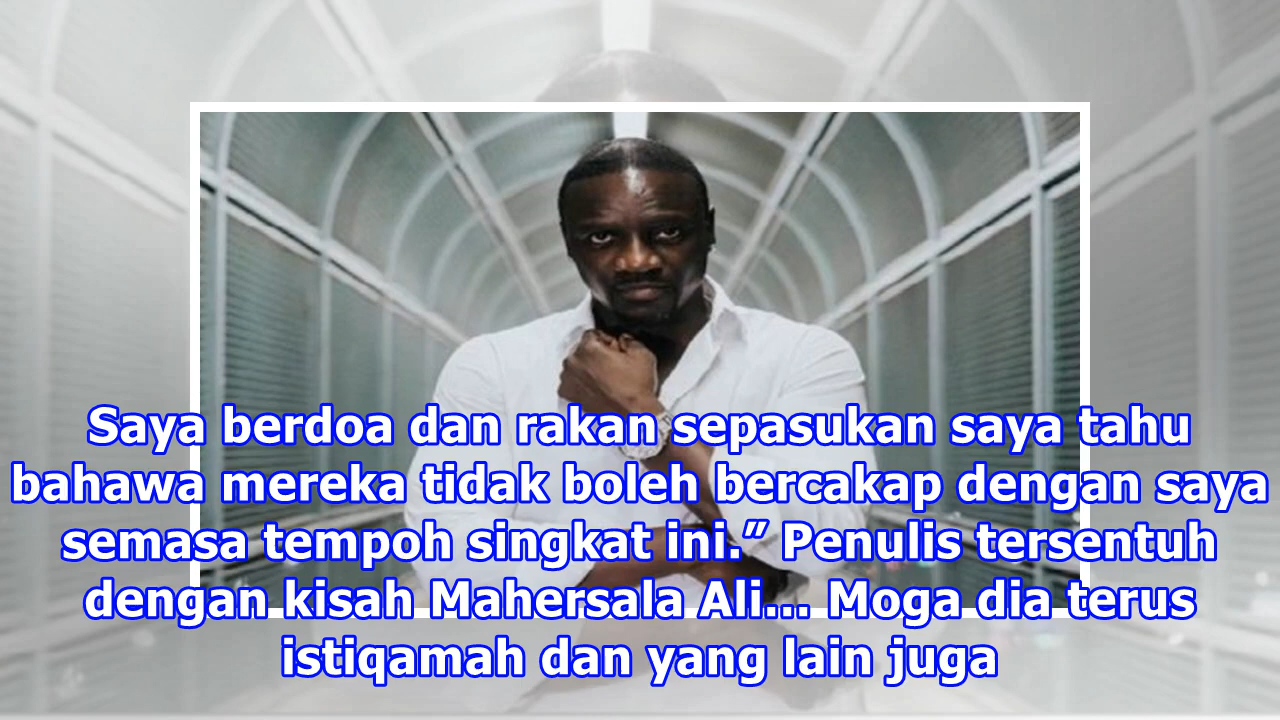 Saya berdoa dan rakan sepasukan saya tahu
bahawa mereka tidak boleh bercakap dengan saya
semasa tempoh singkat ini.” Penulis tersentuh
dengan kisah Mahersala Ali... Moga dia terus
istiqamah dan yang lain juga